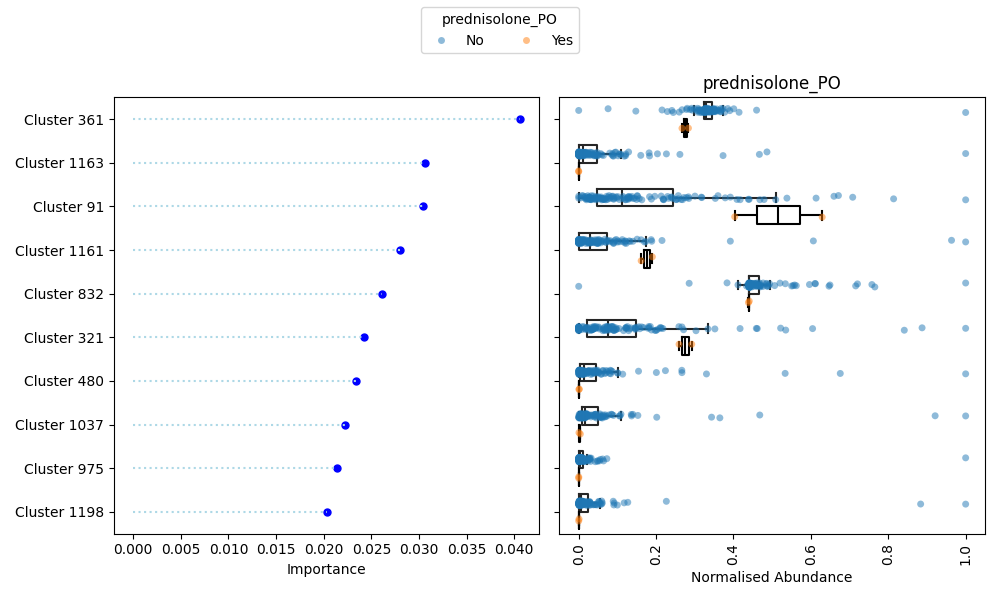 prednisolone_PO
No Yes
prednisolone_PO
Cluster 361
Cluster 1163
Cluster 91
Cluster 1161
Cluster 832
Cluster 321
Cluster 480
Cluster 1037
Cluster 975
Cluster 1198
0.000 0.005 0.010 0.015 0.020 0.025 0.030 0.035 0.040
Importance
0.0 0.2 0.4 0.6 0.8 1.0
Normalised Abundance